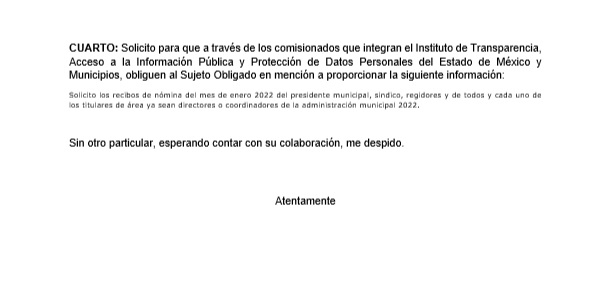 CUARTO: Solicito para que a través de los comisionados que integran el Instituto de Transparencia,
Acceso a la Información Pública y Protección de Datos Personales del Estado de México y
Municipios, obliguen al Sujeto Obligado en mención a proporcionar la siguiente información:
Solicito los recibos de nómina del mes de enero 2022 del presidente municipal, sindico, regidores y de todos y cada uno de
los titulares de área ya sean directores o coordinadores de la administración municipal 2022.
Sin otro particular, esperando contar con su colaboración, me despido.
Atentamente